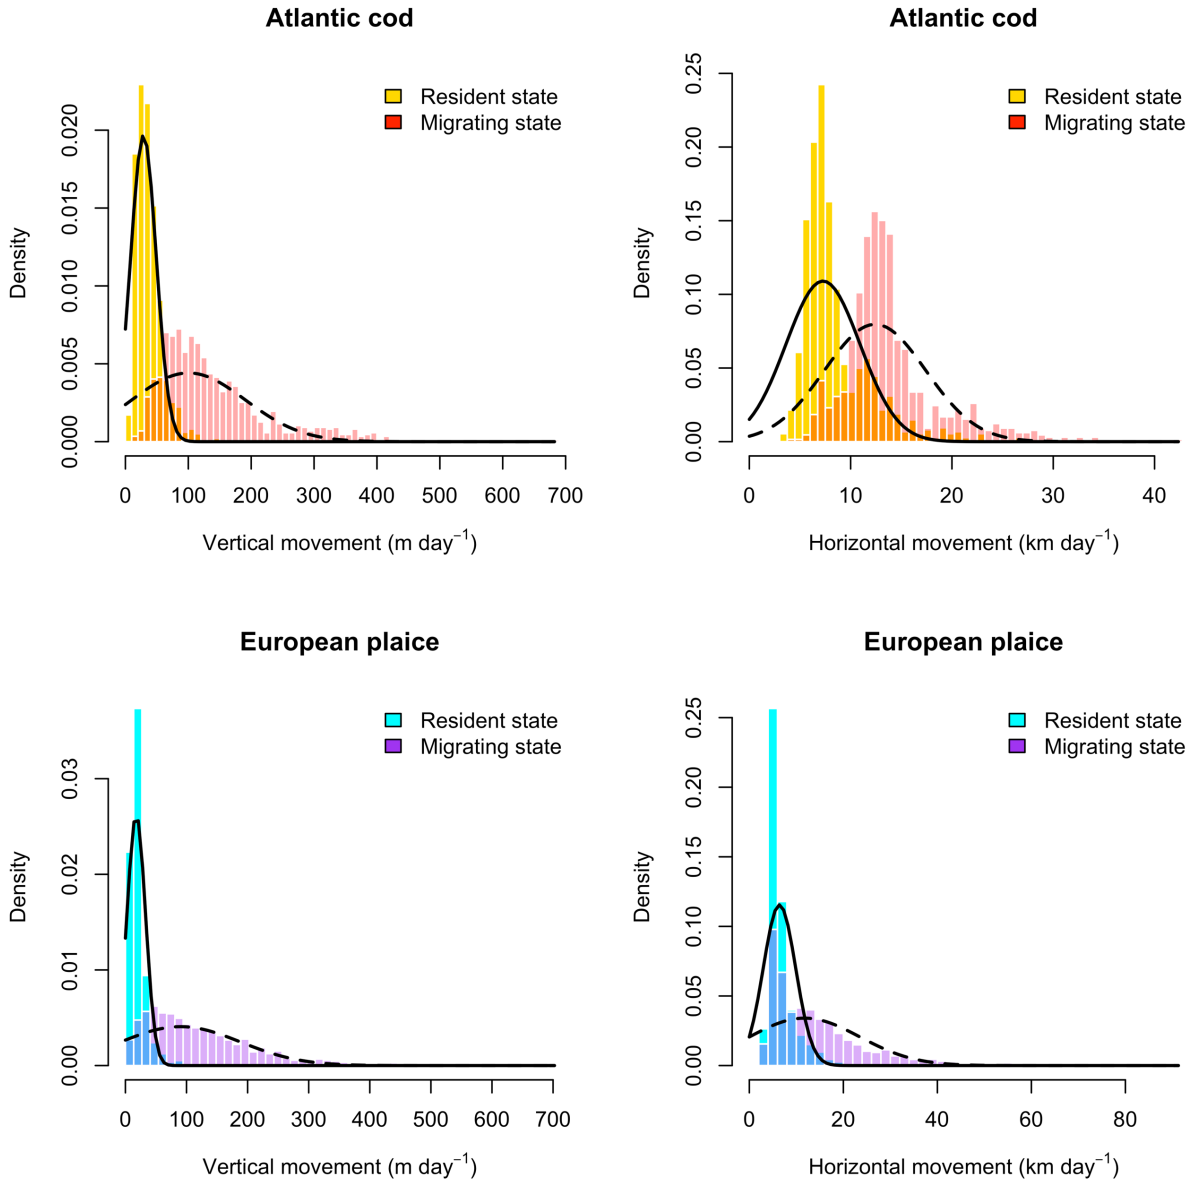 Atlantic cod
Resident state
Migrating state
Density
0.000 0.005 0.010 0.015 0.020
0 100 200 300 400 500 600 700
Vertical movement (m day⁻¹)
Atlantic cod
Resident state
Migrating state
Density
0.00 0.05 0.10 0.15 0.20 0.25
0 10 20 30 40
Horizontal movement (km day⁻¹)
European plaice
Resident state
Migrating state
Density
0.00 0.01 0.02 0.03
0 100 200 300 400 500 600 700
Vertical movement (m day⁻¹)
European plaice
Resident state
Migrating state
Density
0.00 0.05 0.10 0.15 0.20 0.25
0 20 40 60 80
Horizontal movement (km day⁻¹)